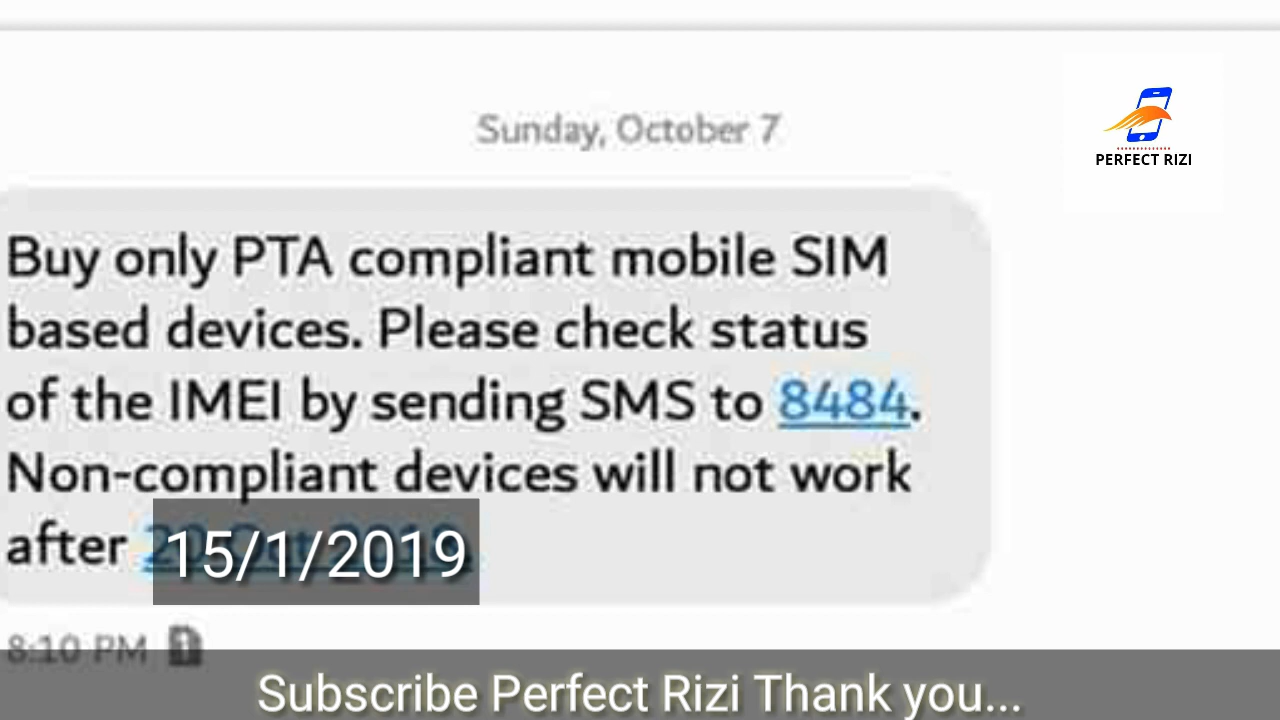 Sunday, October 7
PERFECT RIZI
Buy only PTA compliant mobile SIM
based devices. Please check status
of the IMEI by sending SMS to 8484.
Non-compliant devices will not work
after 15/1/2019
8:10 PM
Subscribe Perfect Rizi Thank you...